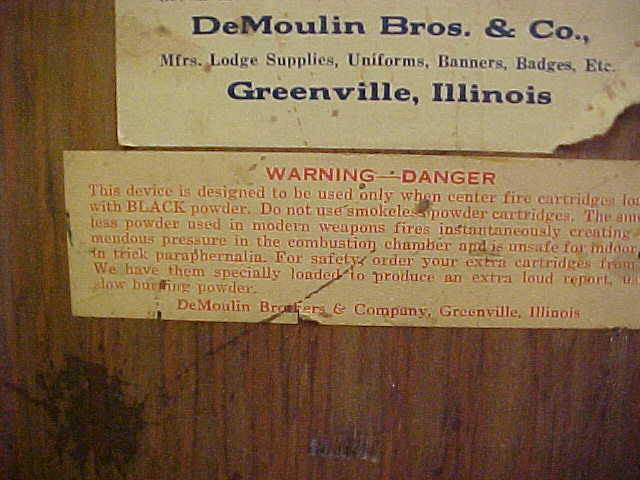 DeMoulin Bros. & Co.,
Mfrs. Lodge Supplies, Uniforms, Banners, Badges, Etc.
Greenville, Illinois
WARNING—DANGER
This device is designed to be used only when center fire cartridges
with BLACK powder. Do not use smokeless powder cartridges. The
less powder used in modern weapons fires instantaneously creating
mendous pressure in the combustion chamber and is unsafe for indoor
in trick paraphernalia. For safety, order your extra cartridges from
We have them specially loaded to produce an extra loud report,
slow burning powder.
DeMoulin Brothers & Company, Greenville, Illinois